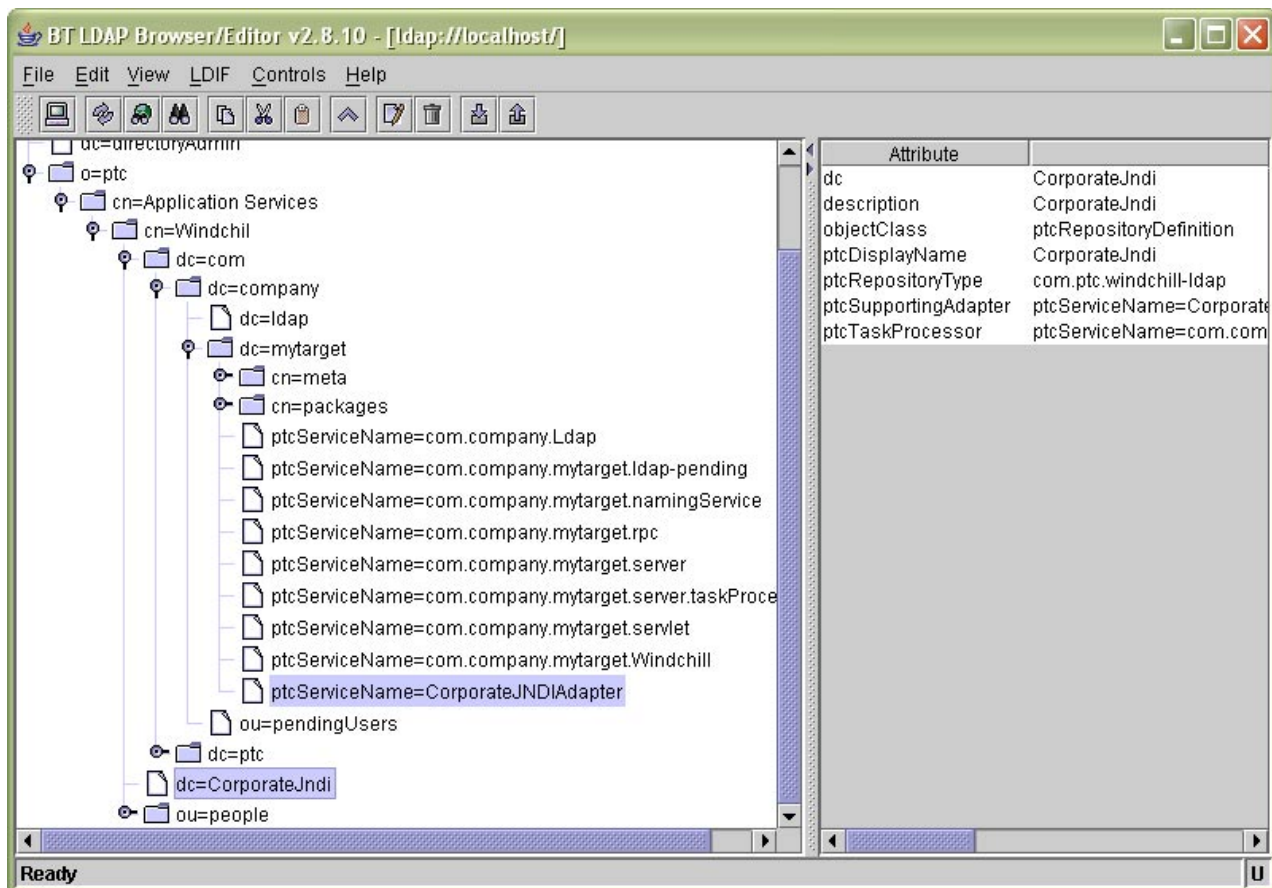 BT LDAP Browser/Editor v2.8.10 - [ldap://localhost/]
File Edit View LDIF Controls Help
dc=directoryAdmin
o=ptc
cn=Application Services
cn=Windchil
dc=com
dc=company
dc=ldap
dc=mytarget
cn=meta
cn=packages
ptcServiceName=com.company.Ldap
ptcServiceName=com.company.mytarget.ldap-pending
ptcServiceName=com.company.mytarget.namingService
ptcServiceName=com.company.mytarget.rpc
ptcServiceName=com.company.mytarget.server
ptcServiceName=com.company.mytarget.server.taskProce
ptcServiceName=com.company.mytarget.servlet
ptcServiceName=com.company.mytarget.Windchill
ptcServiceName=CorporateJNDIAdapter
ou=pendingUsers
dc=ptc
dc=CorporateJndi
ou=people
Attribute
dc CorporateJndi
description CorporateJndi
objectClass ptcRepositoryDefinition
ptcDisplayName CorporateJndi
ptcRepositoryType com.ptc.windchill-ldap
ptcSupportingAdapter ptcServiceName=Corporate
ptcTaskProcessor ptcServiceName=com.com
Ready U